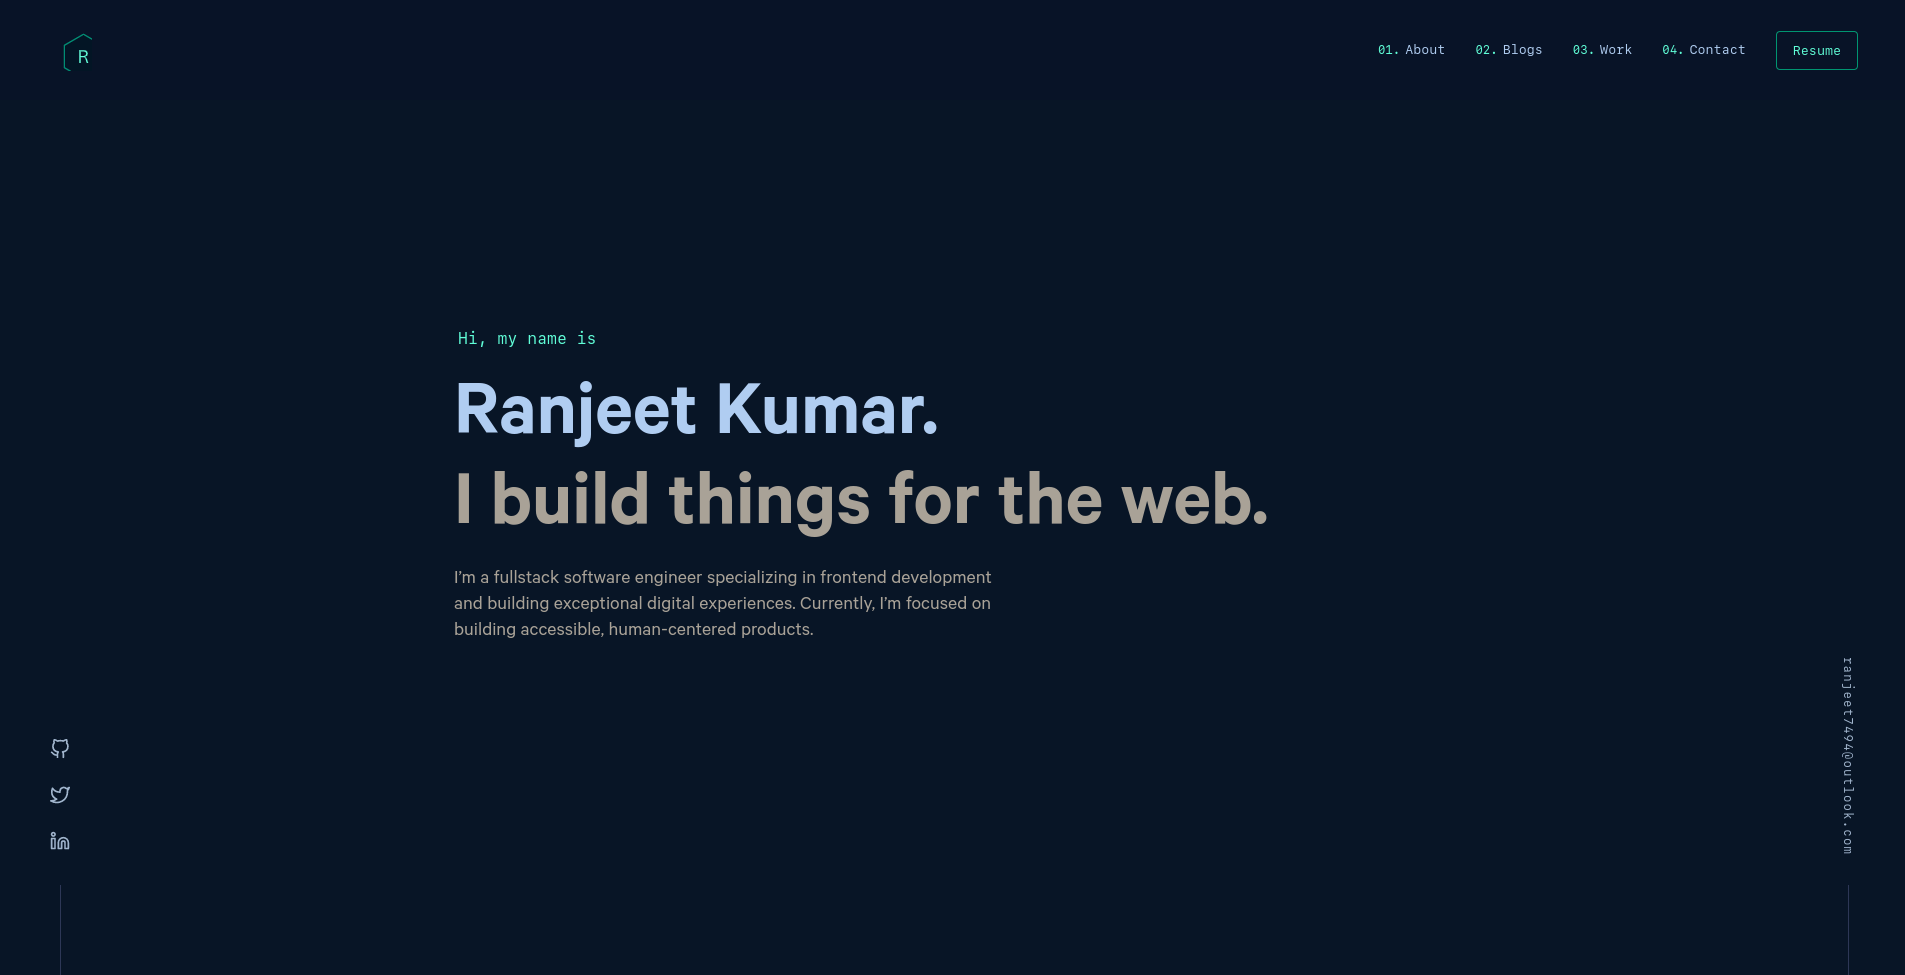 R
01. About
02. Blogs
03. Work
04. Contact
Resume
Hi, my name is
Ranjeet Kumar.
I build things for the web.
I’m a fullstack software engineer specializing in frontend development
and building exceptional digital experiences. Currently, I’m focused on
building accessible, human-centered products.
ranjeet7494@outlook.com